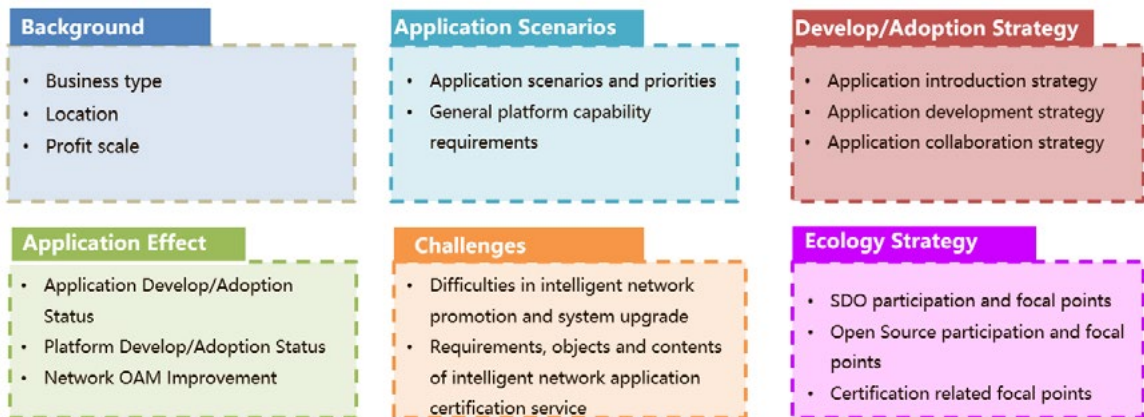 Background
• Business type
• Location
• Profit scale
Application Scenarios
• Application scenarios and priorities
• General platform capability
requirements
Develop/Adoption Strategy
• Application introduction strategy
• Application development strategy
• Application collaboration strategy
Application Effect
• Application Develop/Adoption
Status
• Platform Develop/Adoption Status
• Network OAM Improvement
Challenges
• Difficulties in intelligent network
promotion and system upgrade
• Requirements, objects and contents
of intelligent network application
certification service
Ecology Strategy
• SDO participation and focal points
• Open Source participation and focal
points
• Certification related focal points